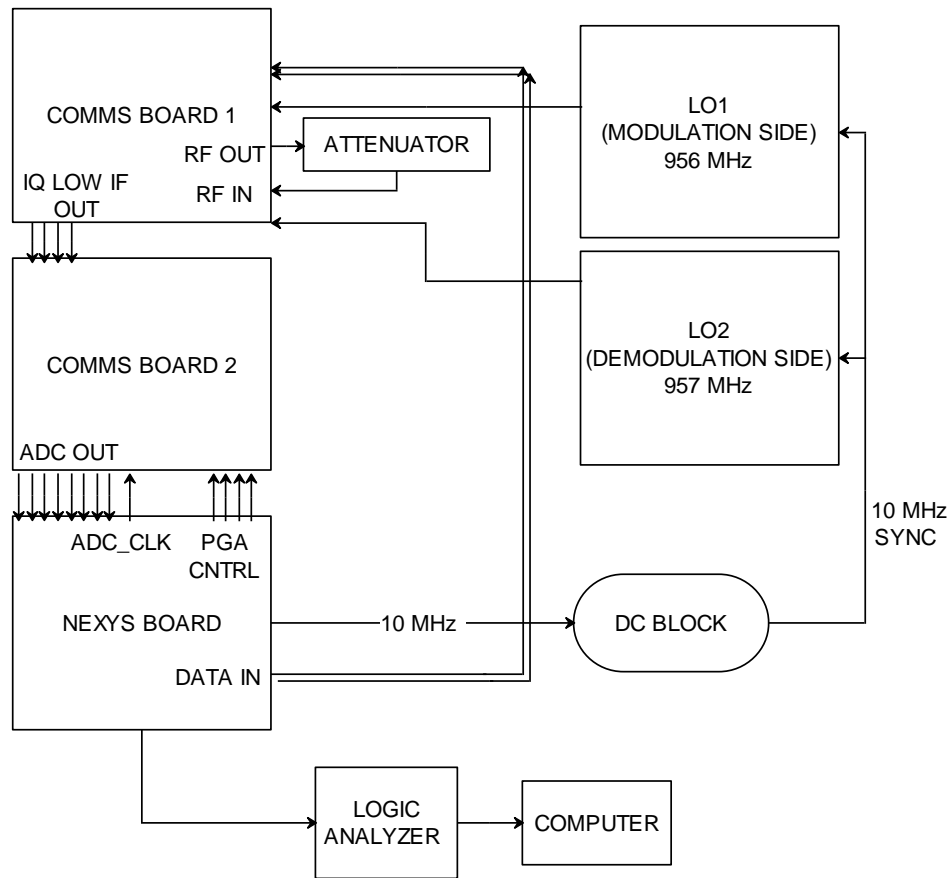 COMMS BOARD 1
RF OUT
RF IN
IQ LOW IF
OUT
ATTENUATOR
LO1
(MODULATION SIDE)
956 MHz
COMMS BOARD 2
ADC OUT
LO2
(DEMODULATION SIDE)
957 MHz
10 MHz
SYNC
ADC_CLK
PGA
CNTRL
NEXYS BOARD
DATA IN
10 MHz
DC BLOCK
LOGIC
ANALYZER
COMPUTER